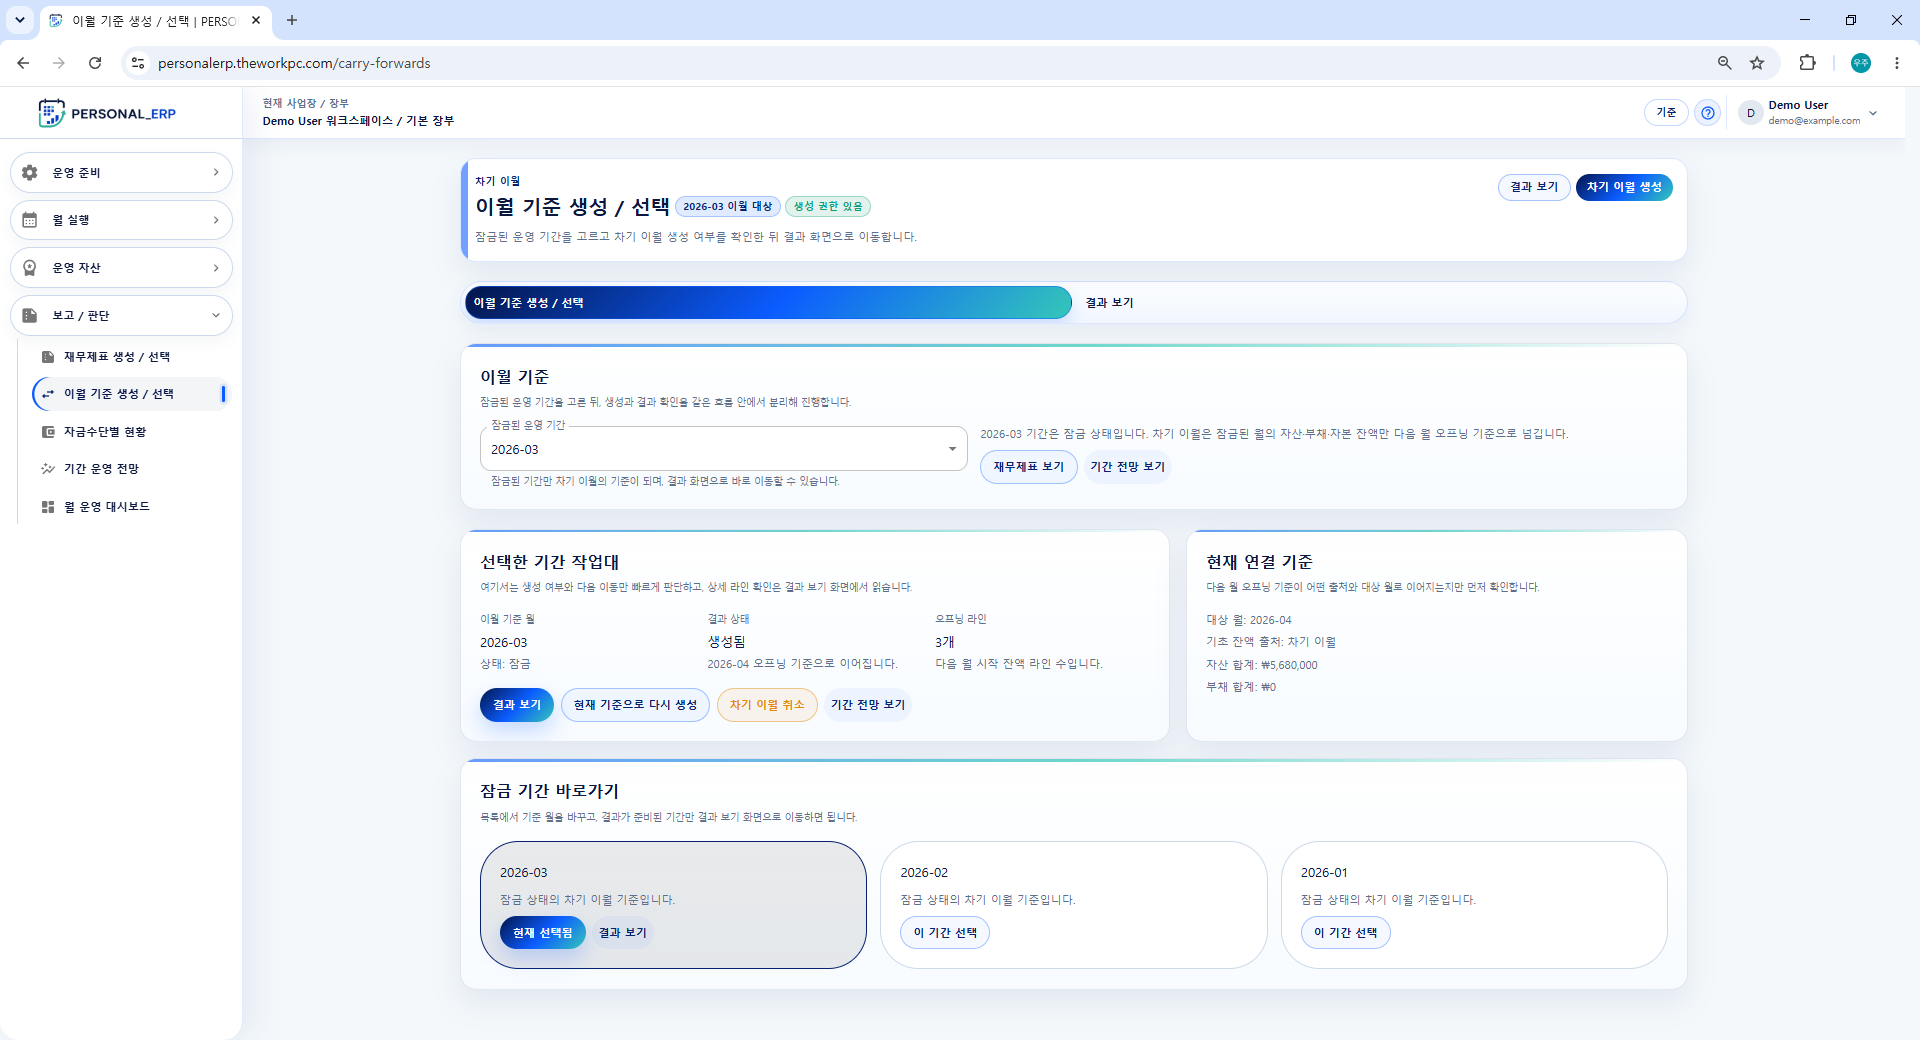 이월 기준 생성 / 선택 | PERSO
personalerp.theworkpc.com/carry-forwards
우주
PERSONAL_ERP
현재 사업장 / 장부
Demo User 워크스페이스 / 기본 장부
기준
D
Demo User
demo@example.com
운영 준비
월 실행
운영 자산
보고 / 판단
재무제표 생성 / 선택
이월 기준 생성 / 선택
자금수단별 현황
기간 운영 전망
월 운영 대시보드
차기 이월
이월 기준 생성 / 선택
2026-03 이월 대상
생성 권한 있음
잠금된 운영 기간을 고르고 차기 이월 생성 여부를 확인한 뒤 결과 화면으로 이동합니다.
결과 보기
차기 이월 생성
이월 기준 생성 / 선택
결과 보기
이월 기준
잠금된 운영 기간을 고른 뒤, 생성과 결과 확인을 같은 흐름 안에서 분리해 진행합니다.
잠금된 운영 기간
2026-03
잠금된 기간만 차기 이월의 기준이 되며, 결과 화면으로 바로 이동할 수 있습니다.
2026-03 기간은 잠금 상태입니다. 차기 이월은 잠금된 월의 자산·부채·자본 잔액만 다음 월 오프닝 기준으로 넘깁니다.
재무제표 보기
기간 전망 보기
선택한 기간 작업대
여기서는 생성 여부와 다음 이동만 빠르게 판단하고, 상세 라인 확인은 결과 보기 화면에서 읽습니다.
이월 기준 월
2026-03
상태: 잠금
결과 상태
생성됨
2026-04 오프닝 기준으로 이어집니다.
오프닝 라인
3개
다음 월 시작 잔액 라인 수입니다.
결과 보기
현재 기준으로 다시 생성
차기 이월 취소
기간 전망 보기
현재 연결 기준
다음 월 오프닝 기준이 어떤 출처와 대상 월로 이어지는지만 먼저 확인합니다.
대상 월: 2026-04
기초 잔액 출처: 차기 이월
자산 합계: ₩5,680,000
부채 합계: ₩0
잠금 기간 바로가기
목록에서 기준 월을 바꾸고, 결과가 준비된 기간만 결과 보기 화면으로 이동하면 됩니다.
2026-03
잠금 상태의 차기 이월 기준입니다.
현재 선택됨
결과 보기
2026-02
잠금 상태의 차기 이월 기준입니다.
이 기간 선택
2026-01
잠금 상태의 차기 이월 기준입니다.
이 기간 선택